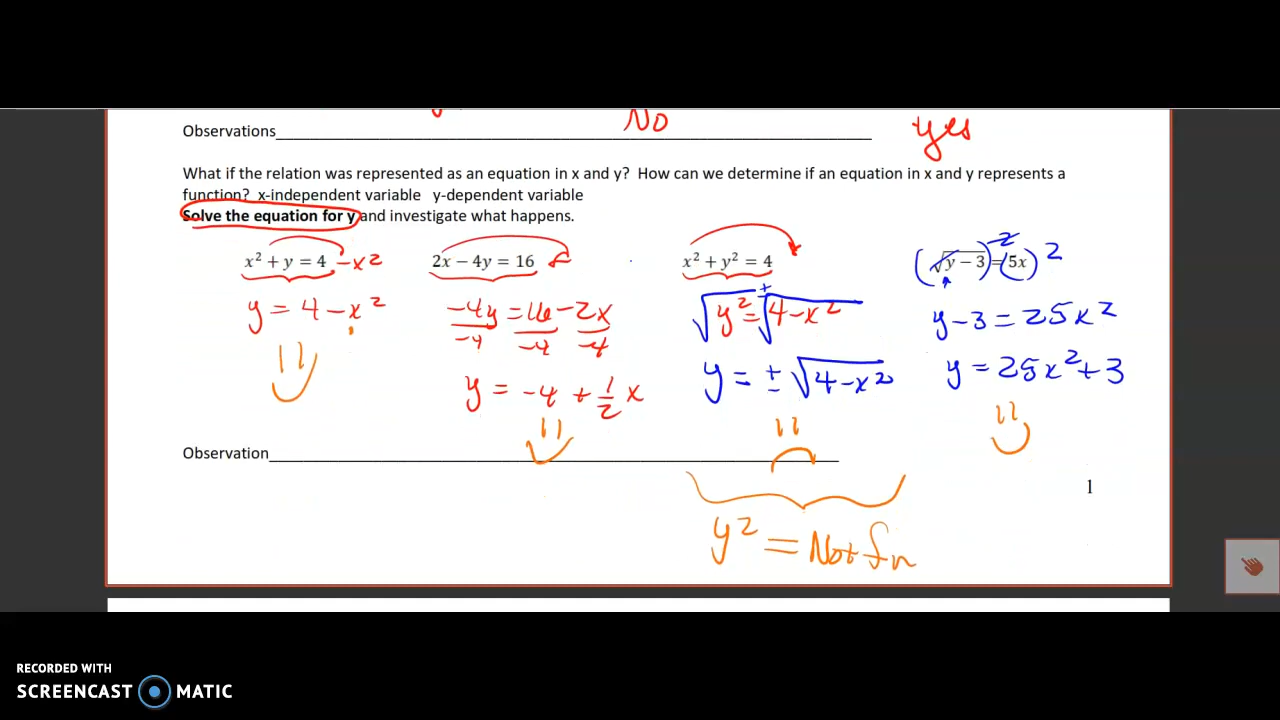 No
Observations
yes
What if the relation was represented as an equation in x and y? How can we determine if an equation in x and y represents a
function? x-independent variable y-dependent variable
Solve the equation for y and investigate what happens.
x² + y = 4 -x²
y = 4 - x²
2x − 4y = 16
-4y = 16 - 2x
-4 -4 -4
y = -4 + 1/2 x
x² + y² = 4
√y² = ±√4-x²
y = ± √4-x²
(√y − 3)² = (5x)²
y-3 = 25x²
y = 25x² + 3
Observation
1
y² = Not fn
RECORDED WITH
SCREENCAST MATIC